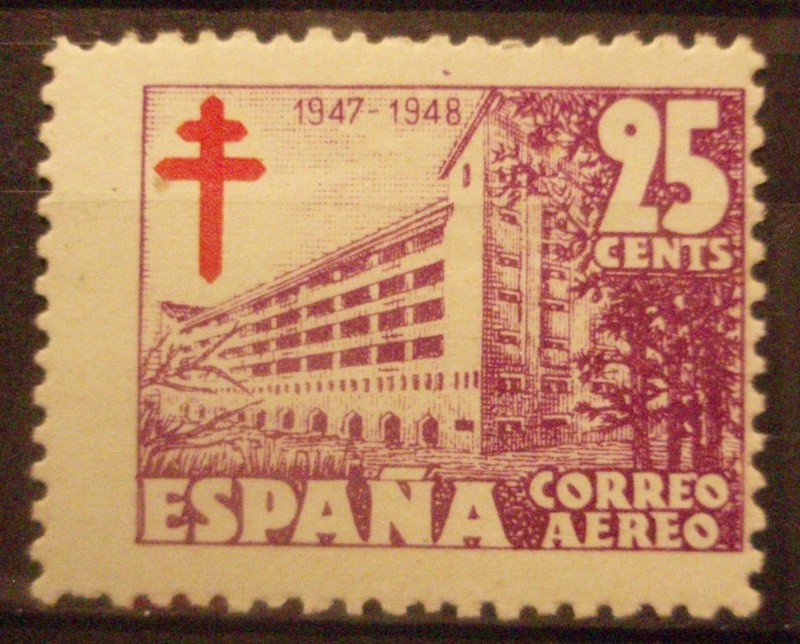 1947-1948
25
CENTS
ESPAÑA
CORREO
AEREO